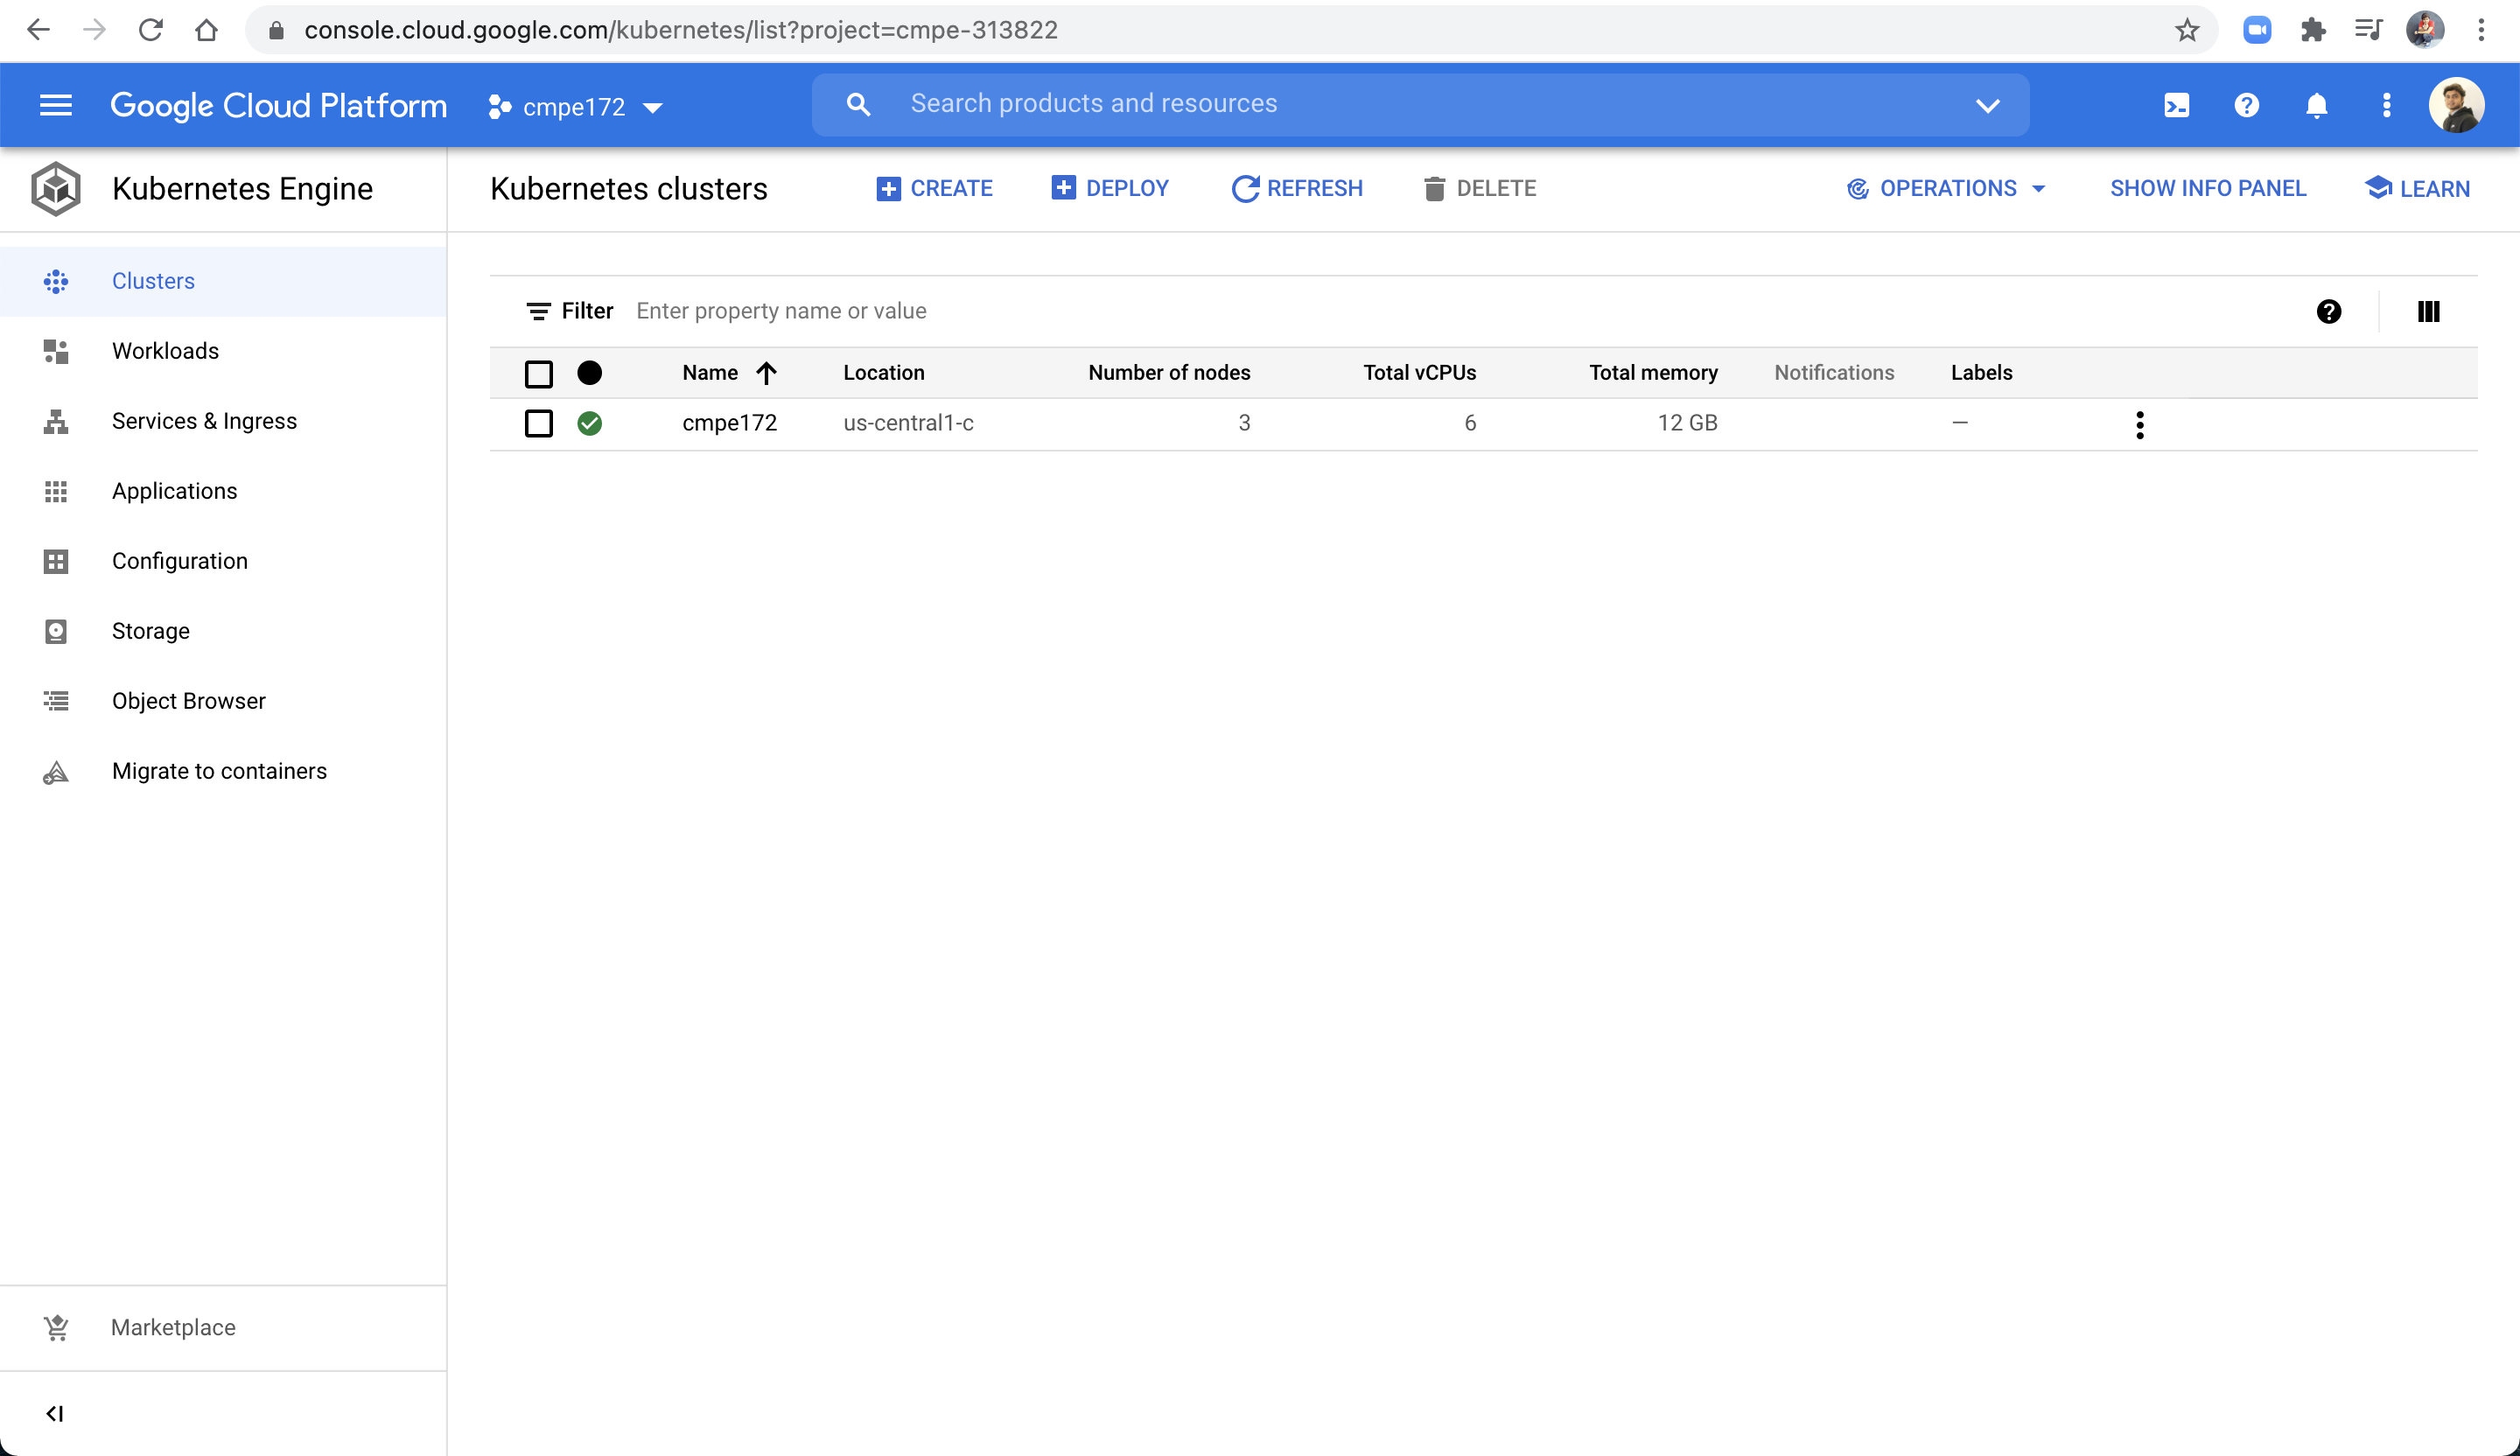 console.cloud.google.com/kubernetes/list?project=cmpe-313822
Google Cloud Platform cmpe172 Search products and resources
Kubernetes Engine
Kubernetes clusters CREATE DEPLOY REFRESH DELETE OPERATIONS SHOW INFO PANEL LEARN
Clusters
Workloads
Services & Ingress
Applications
Configuration
Storage
Object Browser
Migrate to containers
Marketplace
Filter Enter property name or value
Name Location Number of nodes Total vCPUs Total memory Notifications Labels
cmpe172 us-central1-c 3 6 12 GB —